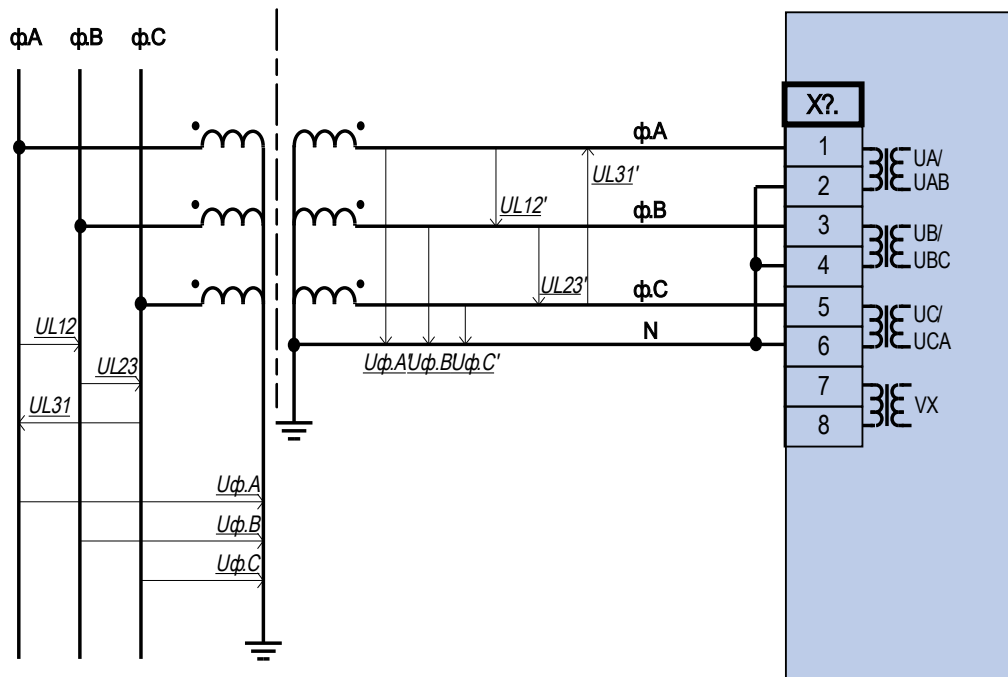 ф.А ф.В ф.С
X?.
ф.А
1
UA/
UAB
2
UL31'
UL12'
ф.В
3
UB/
UBC
4
UL23'
ф.С
5
UC/
UCA
6
UL12
N
Uф.А' Uф.В' Uф.С'
UL23
7
VX
8
UL31
Uф.А
Uф.В
Uф.С